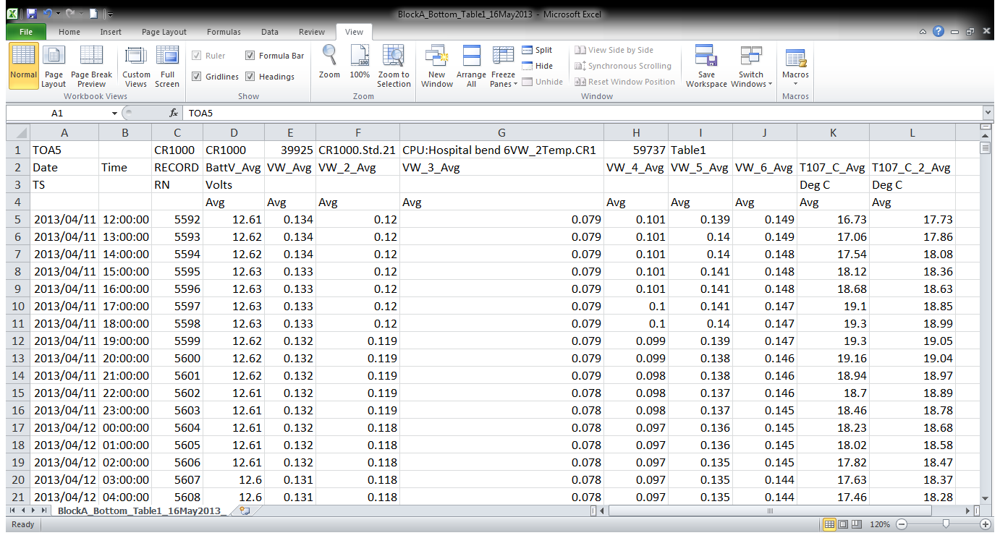 BlockA_Bottom_Table1_16May2013 - Microsoft Excel
File Home Insert Page Layout Formulas Data Review View
Normal Page Layout Page Break Preview Custom Views Full Screen
Workbook Views
Ruler Formula Bar
Gridlines Headings
Show
Zoom 100% Zoom to Selection
Zoom
New Window Arrange All Freeze Panes
Split
Hide
Unhide
View Side by Side
Synchronous Scrolling
Reset Window Position
Save Workspace Switch Windows
Window
Macros
Macros
A1 fx TOA5
A B C D E F G H I J K L
1 TOA5 CR1000 CR1000 39925 CR1000.Std.21 CPU:Hospital bend 6VW_2Temp.CR1 59737 Table1
2 Date Time RECORD BattV_Avg VW_Avg VW_2_Avg VW_3_Avg VW_4_Avg VW_5_Avg VW_6_Avg T107_C_Avg T107_C_2_Avg
3 TS RN Volts Deg C Deg C
4 Avg Avg Avg Avg Avg Avg Avg Avg Avg
5 2013/04/11 12:00:00 5592 12.61 0.134 0.12 0.079 0.101 0.139 0.149 16.73 17.73
6 2013/04/11 13:00:00 5593 12.62 0.134 0.12 0.079 0.101 0.14 0.149 17.06 17.86
7 2013/04/11 14:00:00 5594 12.62 0.134 0.12 0.079 0.101 0.14 0.148 17.54 18.08
8 2013/04/11 15:00:00 5595 12.63 0.133 0.12 0.079 0.101 0.141 0.148 18.12 18.36
9 2013/04/11 16:00:00 5596 12.63 0.133 0.12 0.079 0.101 0.141 0.148 18.68 18.63
10 2013/04/11 17:00:00 5597 12.63 0.133 0.12 0.079 0.1 0.141 0.147 19.1 18.85
11 2013/04/11 18:00:00 5598 12.63 0.133 0.12 0.079 0.1 0.14 0.147 19.3 18.99
12 2013/04/11 19:00:00 5599 12.62 0.132 0.119 0.079 0.099 0.139 0.147 19.3 19.05
13 2013/04/11 20:00:00 5600 12.62 0.132 0.119 0.079 0.099 0.138 0.146 19.16 19.04
14 2013/04/11 21:00:00 5601 12.62 0.132 0.119 0.079 0.098 0.138 0.146 18.94 18.97
15 2013/04/11 22:00:00 5602 12.61 0.132 0.119 0.078 0.098 0.137 0.146 18.7 18.89
16 2013/04/11 23:00:00 5603 12.61 0.132 0.119 0.078 0.098 0.137 0.145 18.46 18.78
17 2013/04/12 00:00:00 5604 12.61 0.132 0.118 0.078 0.097 0.136 0.145 18.23 18.68
18 2013/04/12 01:00:00 5605 12.61 0.132 0.118 0.078 0.097 0.136 0.145 18.02 18.58
19 2013/04/12 02:00:00 5606 12.61 0.132 0.118 0.078 0.097 0.135 0.145 17.82 18.47
20 2013/04/12 03:00:00 5607 12.6 0.131 0.118 0.078 0.097 0.135 0.144 17.63 18.37
21 2013/04/12 04:00:00 5608 12.6 0.131 0.118 0.078 0.097 0.135 0.144 17.46 18.28
BlockA_Bottom_Table1_16May2013_
Ready 120%